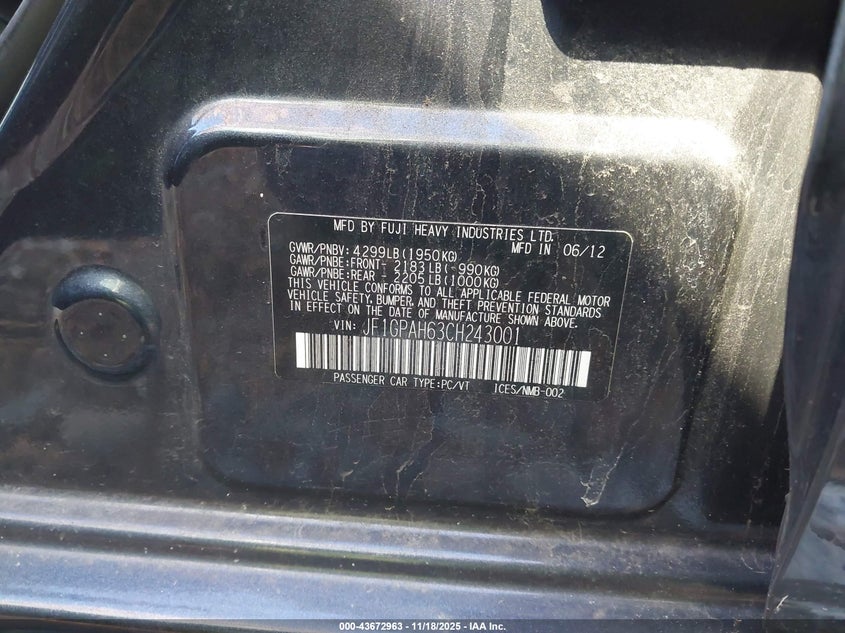 MFD BY FUJI HEAVY INDUSTRIES LTD.
GVWR/PNBV: 4299LB(1950KG) MFD IN 06/12
GAWR/PNBE:FRONT- 2183LB( 990KG)
GAWR/PNBE:REAR - 2205LB(1000KG)
THIS VEHICLE CONFORMS TO ALL APPLICABLE FEDERAL MOTOR
VEHICLE SAFETY, BUMPER, AND THEFT PREVENTION STANDARDS
IN EFFECT ON THE DATE OF MANUFACTURE SHOWN ABOVE.
VIN: JF1GPAH63CH243001
PASSENGER CAR TYPE:PC/VT ICES/NMB-002
000-43672963 - 11/18/2025 - IAA Inc.